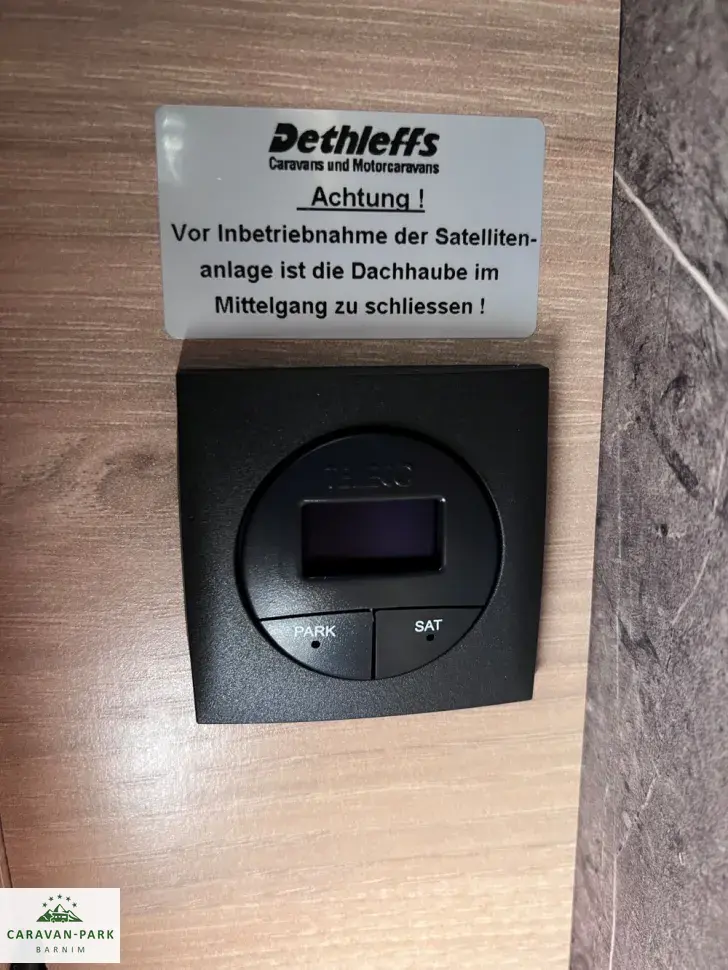 Dethleffs
Caravans und Motorcaravans
Achtung !
Vor Inbetriebnahme der Satelliten-
anlage ist die Dachhaube im
Mittelgang zu schliessen !
TELECO
PARK
SAT
CARAVAN-PARK
BARNIM